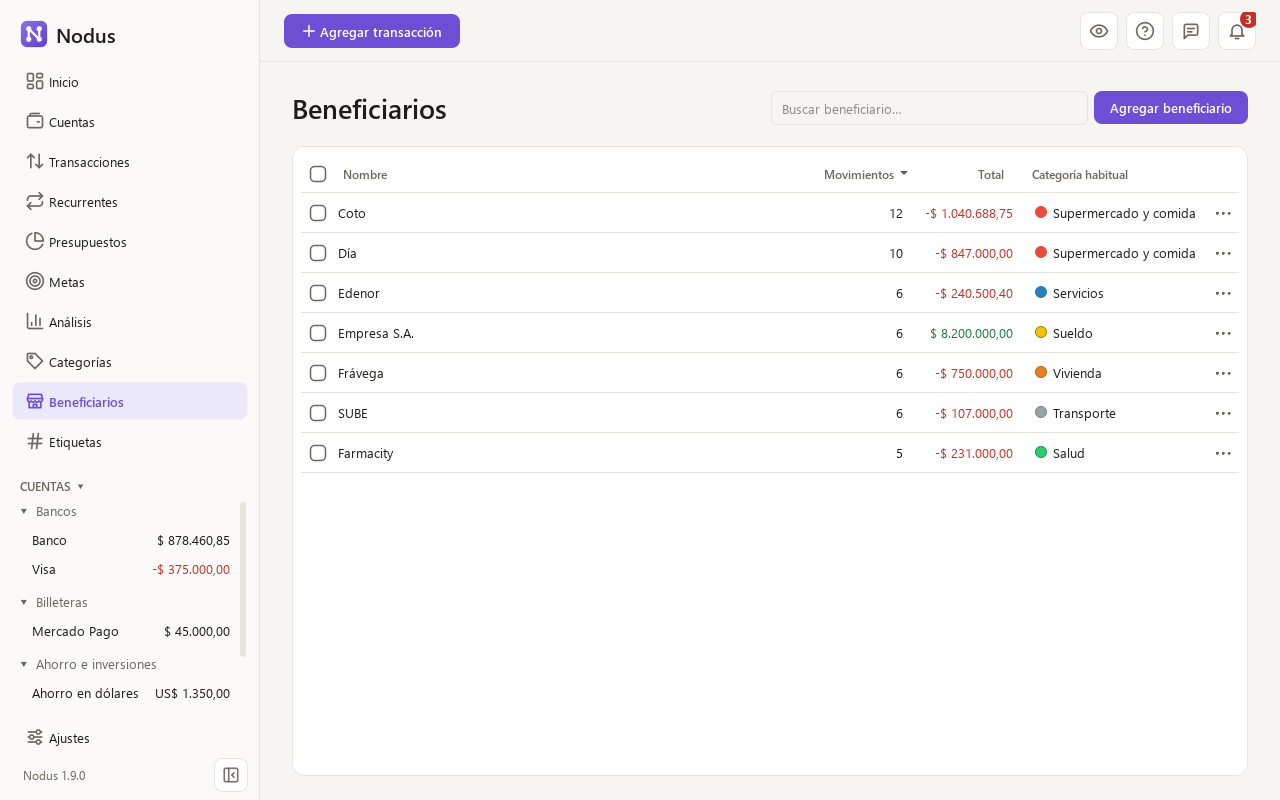 Nodus
Inicio
Cuentas
Transacciones
Recurrentes
Presupuestos
Metas
Análisis
Categorías
Beneficiarios
Etiquetas
CUENTAS
Bancos
Banco $ 878.460,85
Visa -$ 375.000,00
Billeteras
Mercado Pago $ 45.000,00
Ahorro e inversiones
Ahorro en dólares US$ 1.350,00
Ajustes
Nodus 1.9.0
Agregar transacción
3
Beneficiarios
Buscar beneficiario...
Agregar beneficiario
Nombre Movimientos Total Categoría habitual
Coto 12 -$ 1.040.688,75 Supermercado y comida
Día 10 -$ 847.000,00 Supermercado y comida
Edenor 6 -$ 240.500,40 Servicios
Empresa S.A. 6 $ 8.200.000,00 Sueldo
Frávega 6 -$ 750.000,00 Vivienda
SUBE 6 -$ 107.000,00 Transporte
Farmacity 5 -$ 231.000,00 Salud